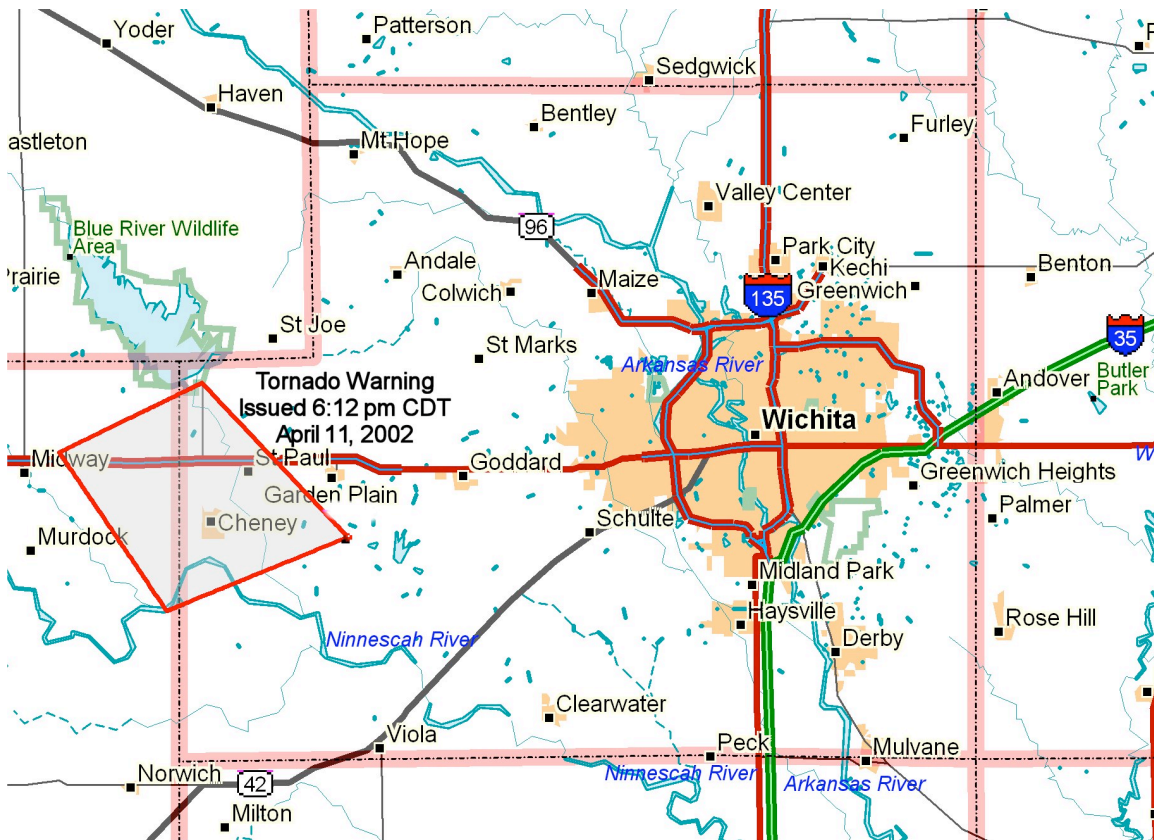 Yoder
Patterson
Sedgwick
Haven
Bentley
Furley
astleton
Mt Hope
Valley Center
96
Blue River Wildlife
Area
Park City
Kechi
Prairie
Andale
Colwich
Maize
135
Greenwich
Benton
St Joe
St Marks
35
Arkansas River
Tornado Warning
Issued 6:12 pm CDT
April 11, 2002
Andover
Butler
Park
Wichita
Midway
St Paul
Goddard
W
Greenwich Heights
Garden Plain
Palmer
Cheney
Schulte
Murdock
Midland Park
Haysville
Rose Hill
Ninnescah River
Derby
Clearwater
Viola
Peck
Mulvane
Norwich
42
Ninnescah River
Arkansas River
Milton